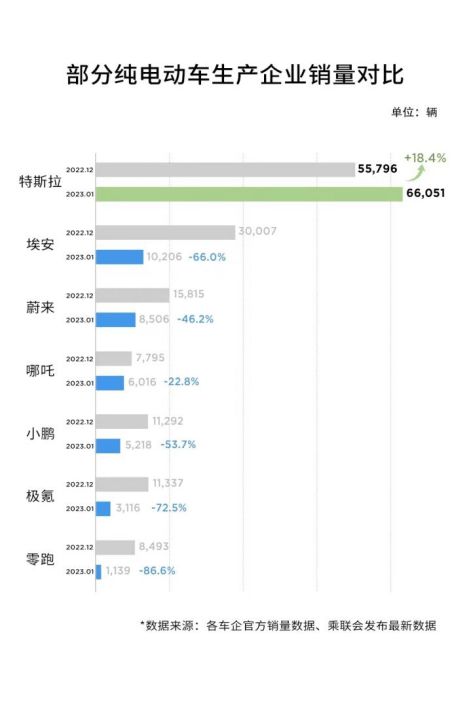 部分纯电动车生产企业销量对比
单位：辆
+18.4%
特斯拉
2022.12 55,796
2023.01 66,051
埃安
2022.12 30,007
2023.01 10,206 -66.0%
蔚来
2022.12 15,815
2023.01 8,506 -46.2%
哪吒
2022.12 7,795
2023.01 6,016 -22.8%
小鹏
2022.12 11,292
2023.01 5,218 -53.7%
极氪
2022.12 11,337
2023.01 3,116 -72.5%
零跑
2022.12 8,493
2023.01 1,139 -86.6%
*数据来源：各车企官方销量数据、乘联会发布最新数据